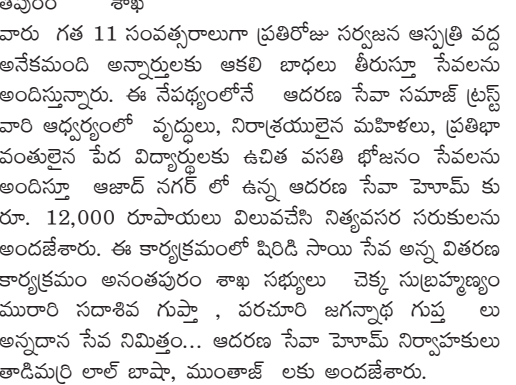 తపురం శాఖ
వారు గత 11 సంవత్సరాలుగా ప్రతిరోజు సర్వజన ఆస్పత్రి వద్ద
అనేకమంది అన్నార్తులకు ఆకలి బాధలు తీరుస్తూ సేవలను
అందిస్తున్నారు. ఈ నేపథ్యంలోనే ఆదరణ సేవా సమాజ్ ట్రస్ట్
వారి ఆధ్వర్యంలో వృద్ధులు, నిరాశ్రయులైన మహిళలు, ప్రతిభా
వంతులైన పేద విద్యార్థులకు ఉచిత వసతి భోజనం సేవలను
అందిస్తూ ఆజాద్ నగర్ లో ఉన్న ఆదరణ సేవా హెూమ్ కు
రూ. 12,000 రూపాయలు విలువచేసి నిత్యవసర సరుకులను
అందజేశారు. ఈ కార్యక్రమంలో షిరిడి సాయి సేవ అన్న వితరణ
కార్యక్రమం అనంతపురం శాఖ సభ్యులు చెక్క సుబ్రహ్మణ్యం
మురారి సదాశివ గుప్తా , పరచూరి జగన్నాథ గుప్త లు
అన్నదాన సేవ నిమిత్తం... ఆదరణ సేవా హెూమ్ నిర్వాహకులు
తాడిమర్రి లాల్ బాషా, ముంతాజ్ లకు అందజేశారు.